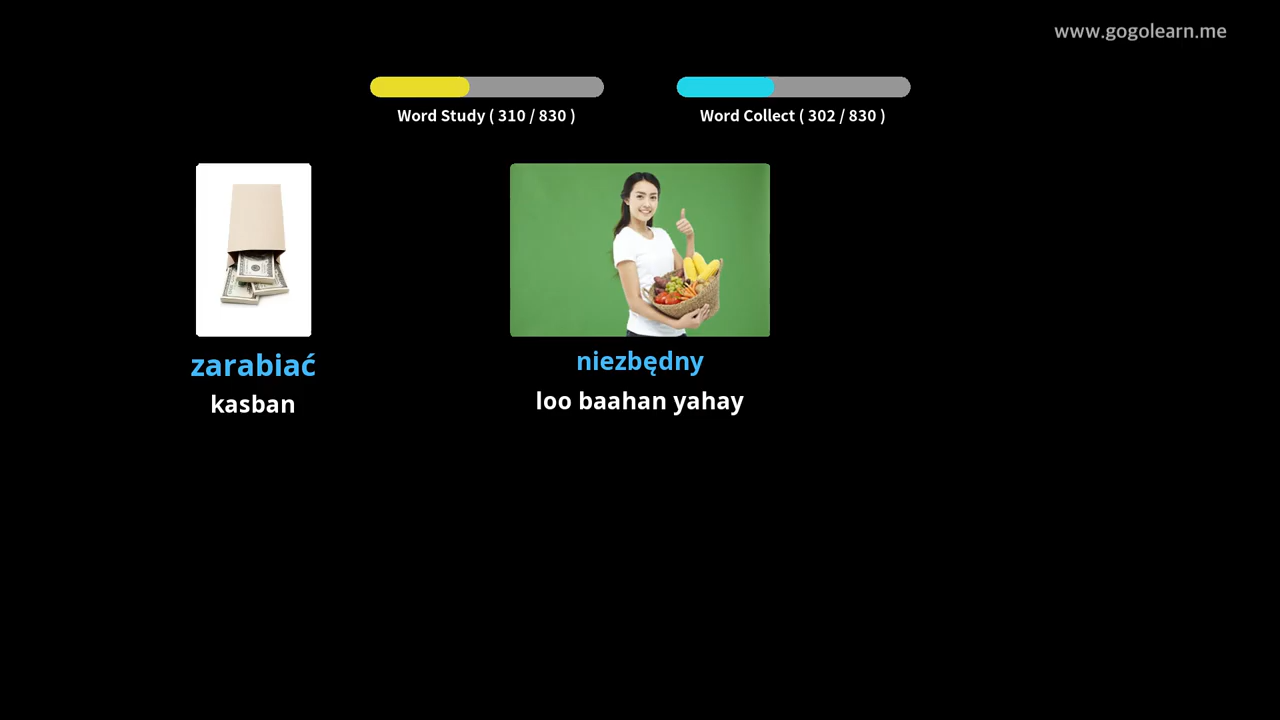 www.gogolearn.me
Word Study ( 310 / 830 )
Word Collect ( 302 / 830 )
zarabiać
kasban
niezbędny
loo baahan yahay